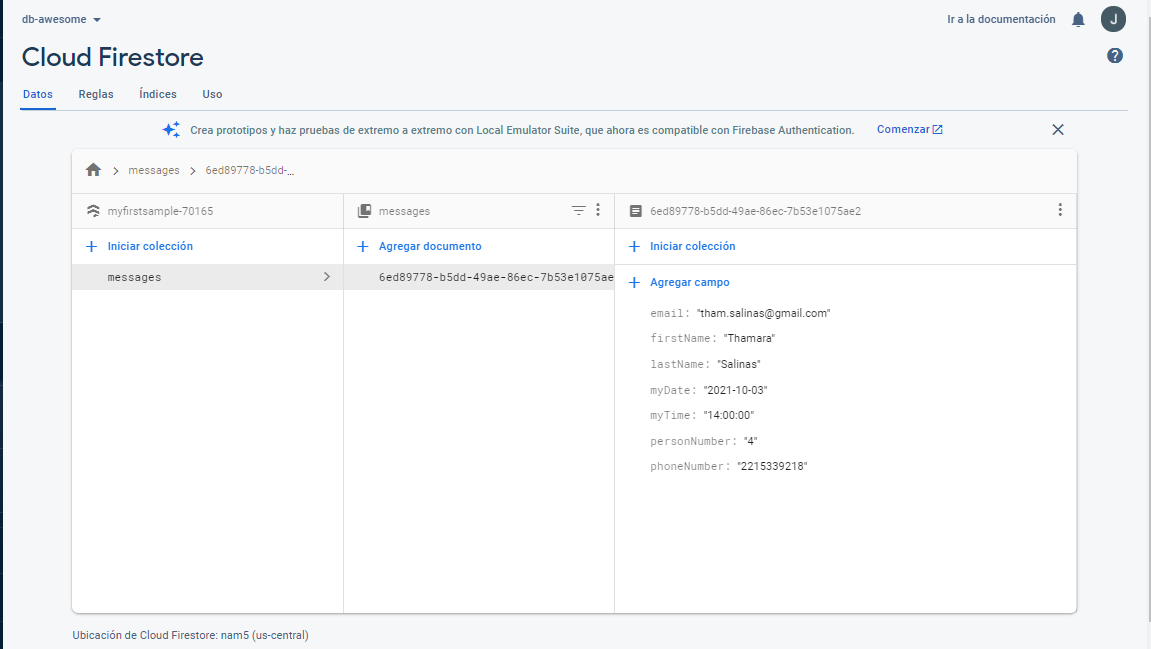 db-awesome
Ir a la documentación
J
Cloud Firestore
?
Datos Reglas Índices Uso
Crea prototipos y haz pruebas de extremo a extremo con Local Emulator Suite, que ahora es compatible con Firebase Authentication. Comenzar
messages 6ed89778-b5dd-…
myfirstsample-70165
messages
6ed89778-b5dd-49ae-86ec-7b53e1075ae2
Iniciar colección
Agregar documento
Iniciar colección
messages
6ed89778-b5dd-49ae-86ec-7b53e1075ae
Agregar campo
email: "tham.salinas@gmail.com"
firstName: "Thamara"
lastName: "Salinas"
myDate: "2021-10-03"
myTime: "14:00:00"
personNumber: "4"
phoneNumber: "2215339218"
Ubicación de Cloud Firestore: nam5 (us-central)